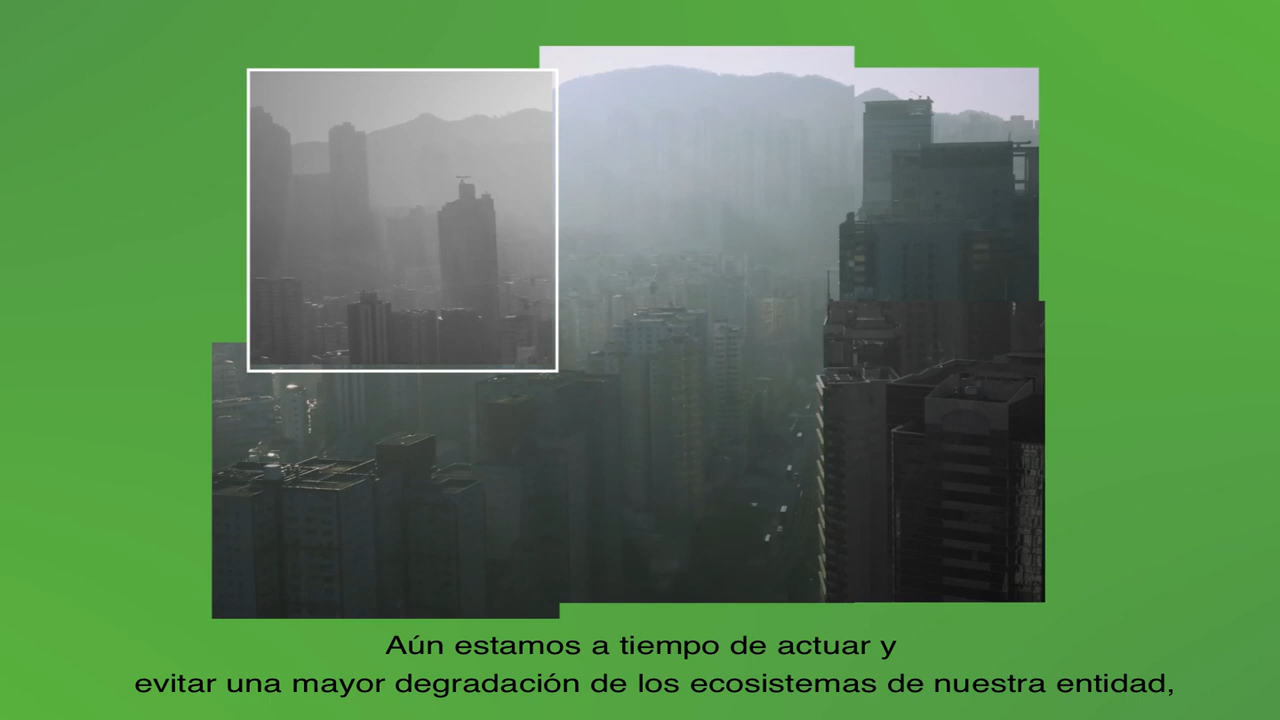 Aún estamos a tiempo de actuar y
evitar una mayor degradación de los ecosistemas de nuestra entidad,